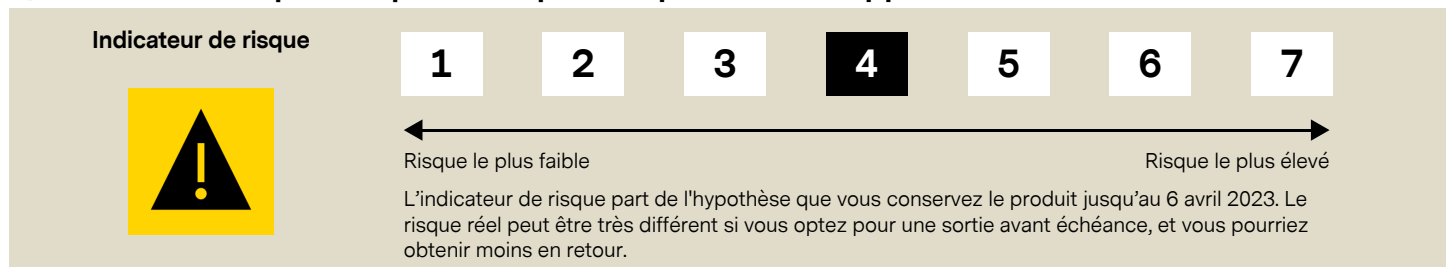 Indicateur de risque
1 2 3 4 5 6 7
Risque le plus faible Risque le plus élevé
L’indicateur de risque part de l'hypothèse que vous conservez le produit jusqu’au 6 avril 2023. Le
risque réel peut être très différent si vous optez pour une sortie avant échéance, et vous pourriez
obtenir moins en retour.